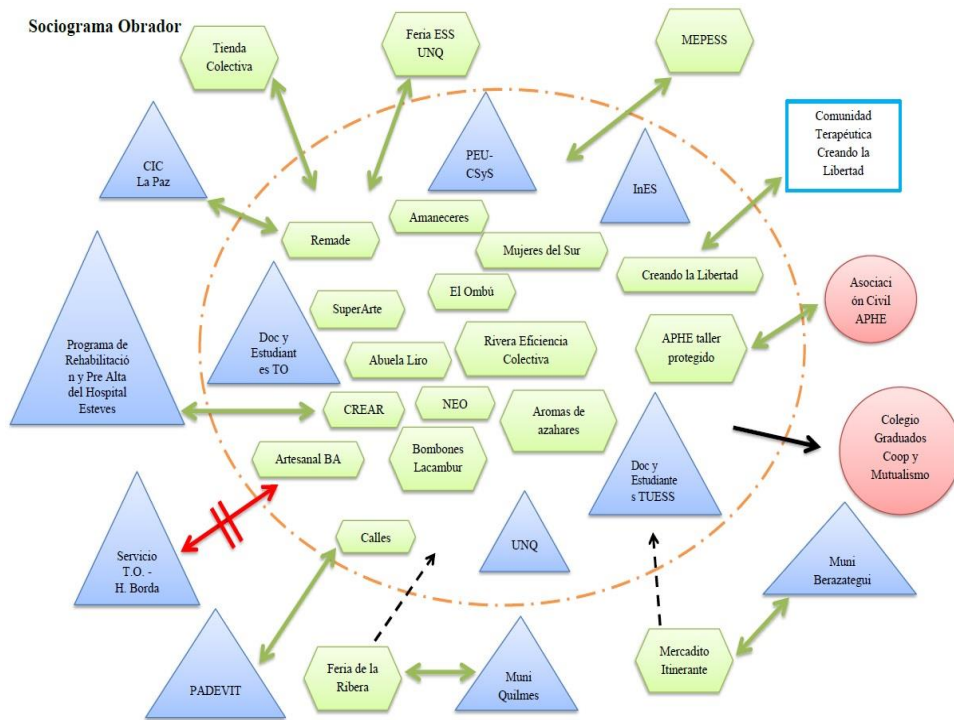 Sociograma Obrador
Tienda
Colectiva
Feria ESS
UNQ
MEPESS
Comunidad
Terapéutica
Creando la
Libertad
CIC
La Paz
PEU-
CSyS
InES
Amaneceres
Remade
Mujeres del Sur
Creando la Libertad
El Ombú
Asociaci
ón Civil
APHE
SuperArte
Doc y
Estudiant
es TO
Programa de
Rehabilitació
n y Pre Alta
del Hospital
Esteves
Abuela Liro
Rivera Eficiencia
Colectiva
APHE taller
protegido
CREAR
NEO
Aromas de
azahares
Colegio
Graduados
Coop y
Mutualismo
Artesanal BA
Bombones
Lacambur
Doc y
Estudiante
s TUESS
Servicio
T.O. -
H. Borda
Calles
UNQ
Muni
Berazategui
PADEVIT
Feria de la
Ribera
Muni
Quilmes
Mercadito
Itinerante